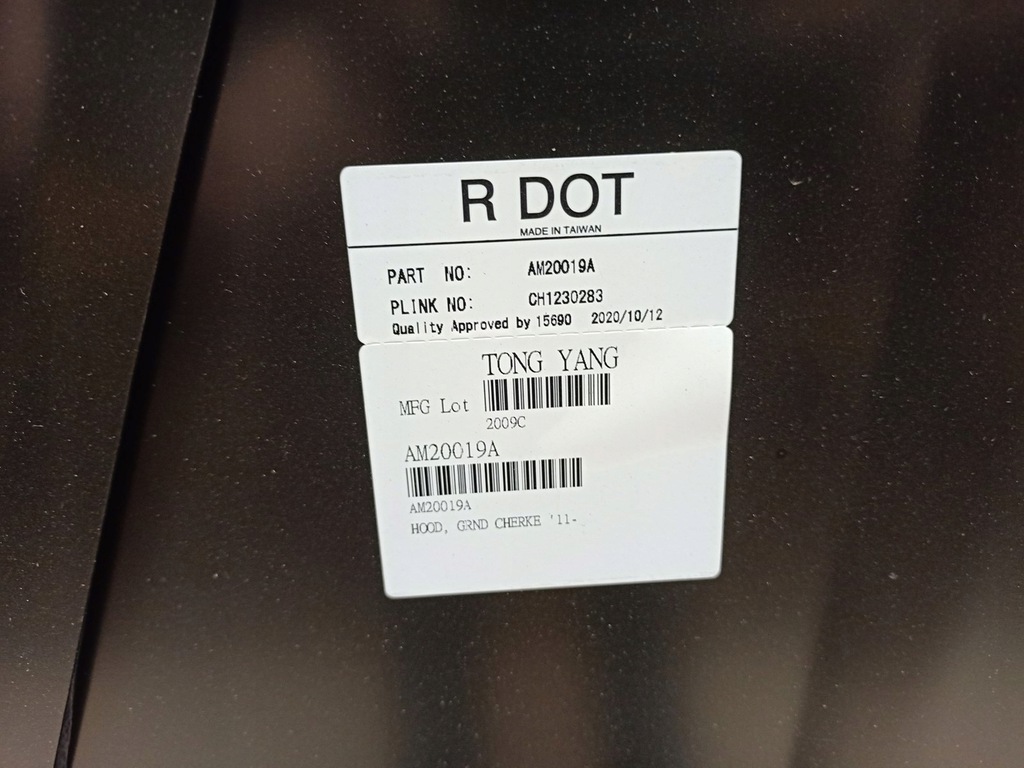 R DOT
MADE IN TAIWAN
PART NO: AM20019A
PLINK NO: CH1230283
Quality Approved by 15690 2020/10/12
TONG YANG
MFG Lot
2009C
AM20019A
AM20019A
HOOD, GRND CHERKE '11-